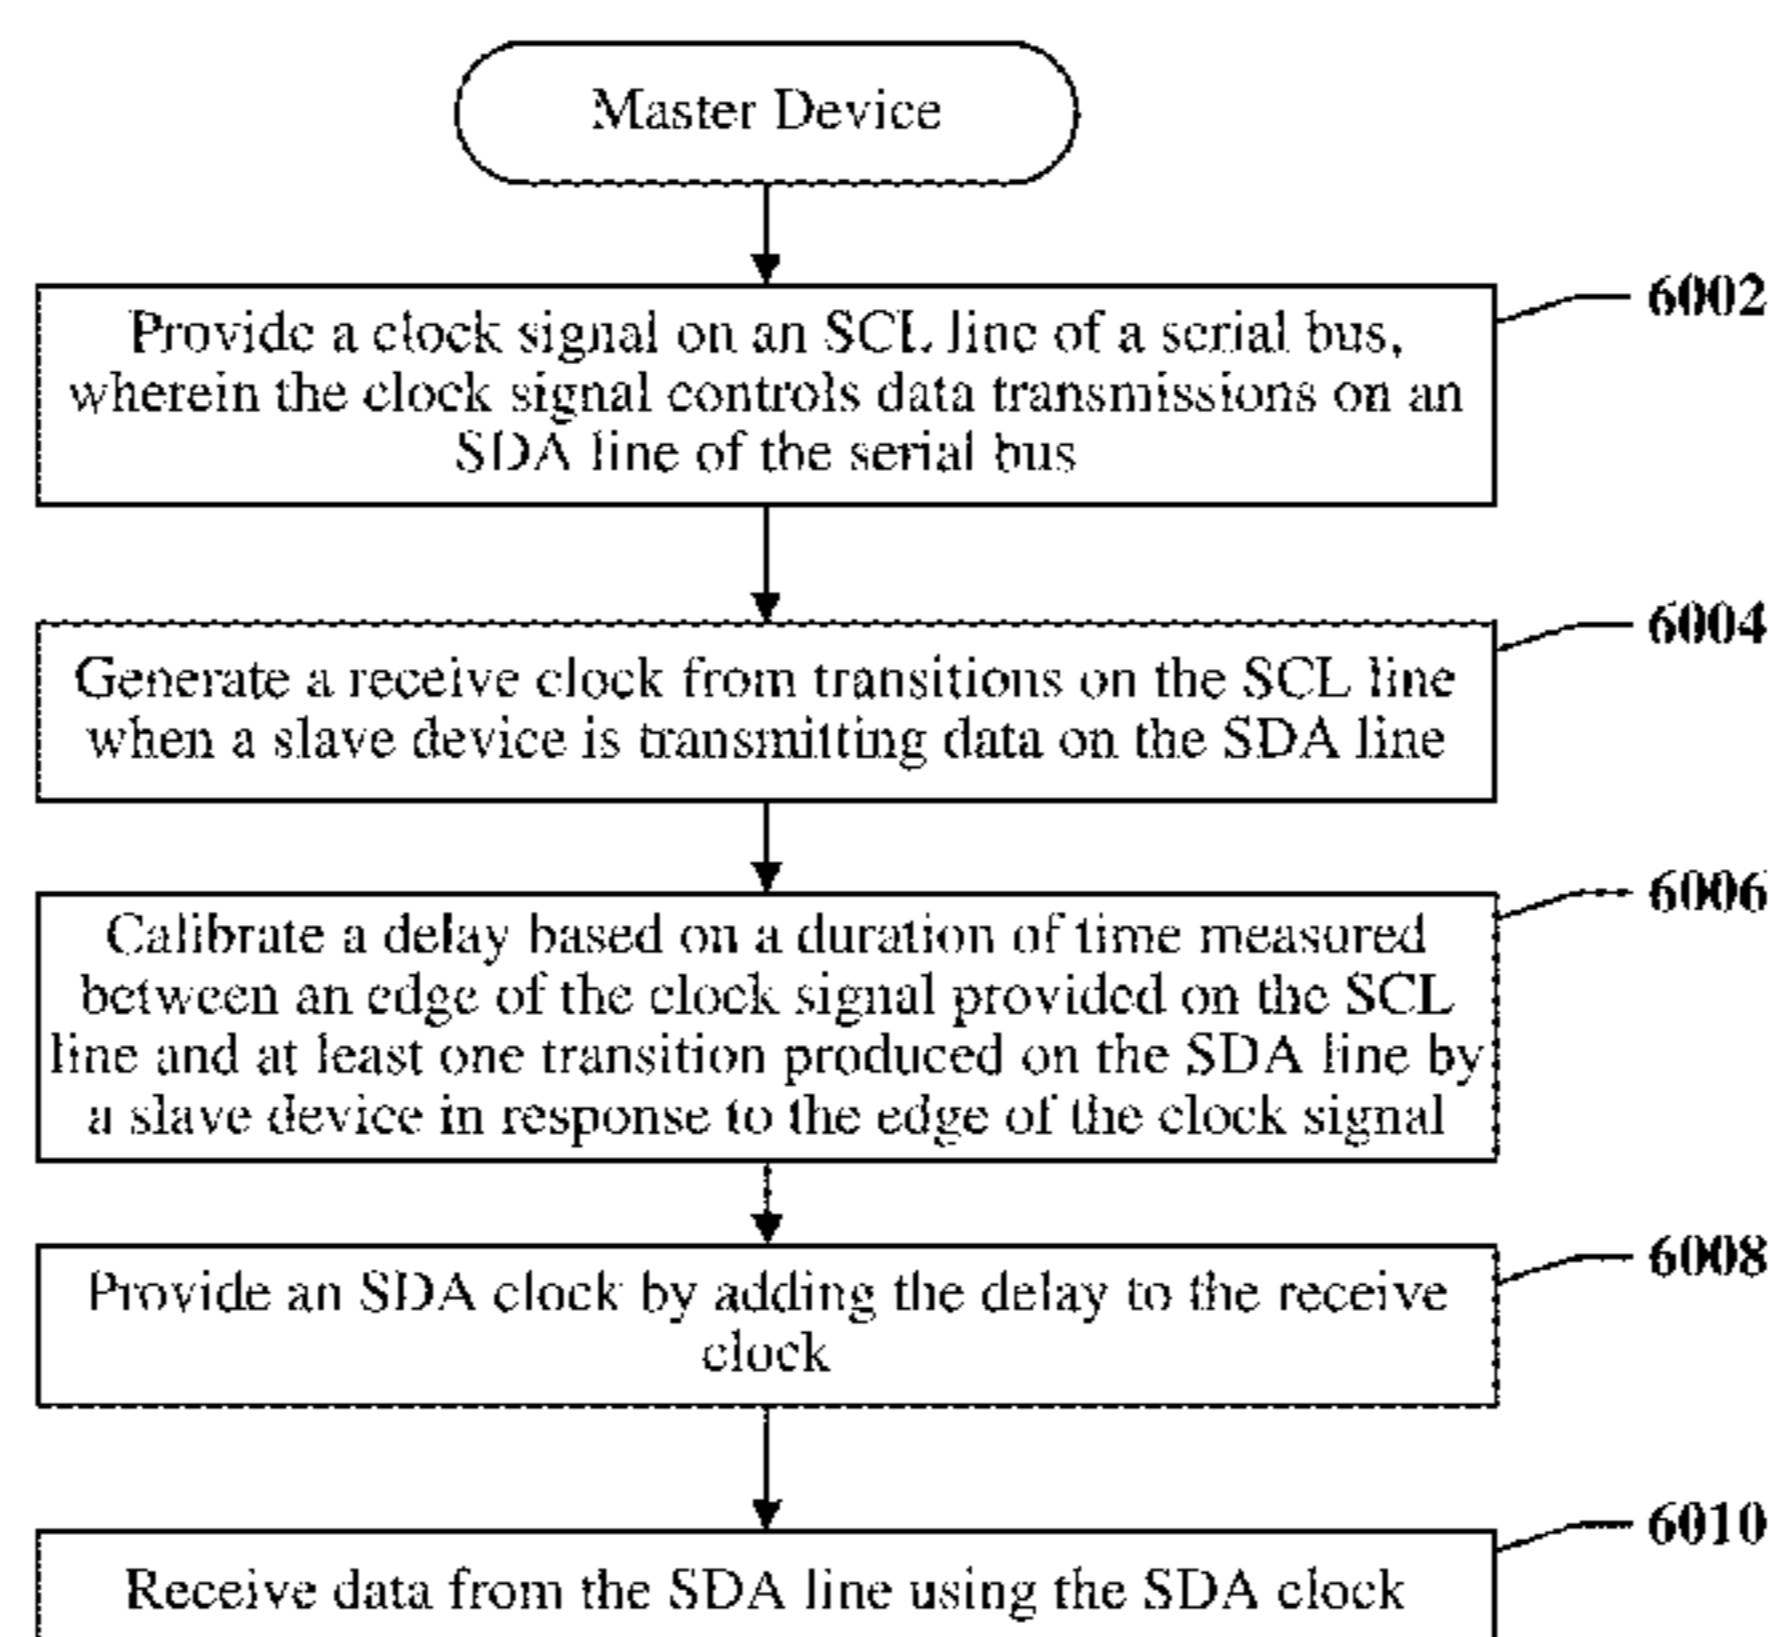 Master Device
6002
Provide a clock signal on an SCL line of a serial bus,
wherein the clock signal controls data transmissions on an
SDA line of the serial bus
6004
Generate a receive clock from transitions on the SCL line
when a slave device is transmitting data on the SDA line
6006
Calibrate a delay based on a duration of time measured
between an edge of the clock signal provided on the SCL
line and at least one transition produced on the SDA line by
a slave device in response to the edge of the clock signal
6008
Provide an SDA clock by adding the delay to the receive
clock
6010
Receive data from the SDA line using the SDA clock